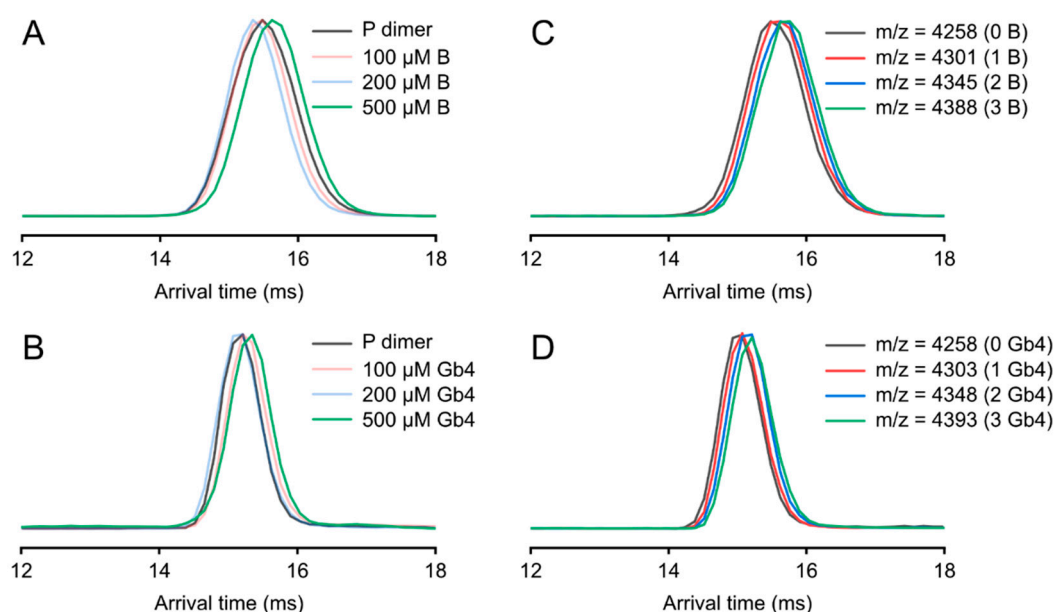 A
P dimer
100 µM B
200 µM B
500 µM B
12 14 16 18
Arrival time (ms)
C
m/z = 4258 (0 B)
m/z = 4301 (1 B)
m/z = 4345 (2 B)
m/z = 4388 (3 B)
12 14 16 18
Arrival time (ms)
B
P dimer
100 µM Gb4
200 µM Gb4
500 µM Gb4
12 14 16 18
Arrival time (ms)
D
m/z = 4258 (0 Gb4)
m/z = 4303 (1 Gb4)
m/z = 4348 (2 Gb4)
m/z = 4393 (3 Gb4)
12 14 16 18
Arrival time (ms)